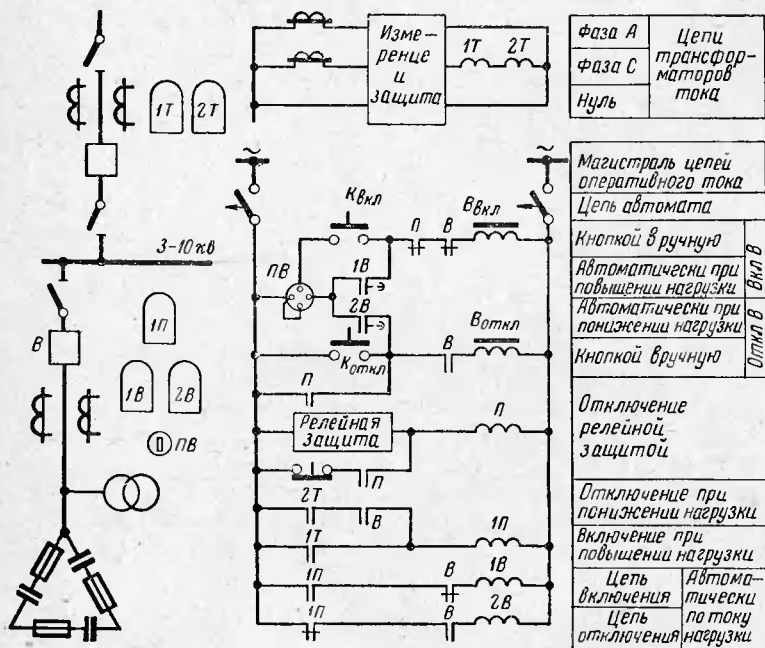 1Т
2Т
3-10 кв
В
1П
1В
2В
П ПВ
Изме-
рение
и
защита
1Т
2Т
Фаза А
Фаза С
Нуль
Цепи
трансфор-
маторов
тока
~
~
Магистраль цепей
оперативного тока
Цепь автомата
Квкл
П
В
Ввкл
Кнопкой вручную
ПВ
1В
Автоматически при
повышении нагрузки
Вкл В
2В
Автоматически при
понижении нагрузки
Коткл
В
Воткл
Кнопкой вручную
Откл В
П
Релейная
защита
П
П
Отключение
релейной
защитой
2Т
В
Отключение при
понижении нагрузки
1Т
1П
Включение при
повышении нагрузки
1П
В
1В
Цепь
включения
1П
В
2В
Цепь
отключения
Автома-
тически
по току
нагрузки